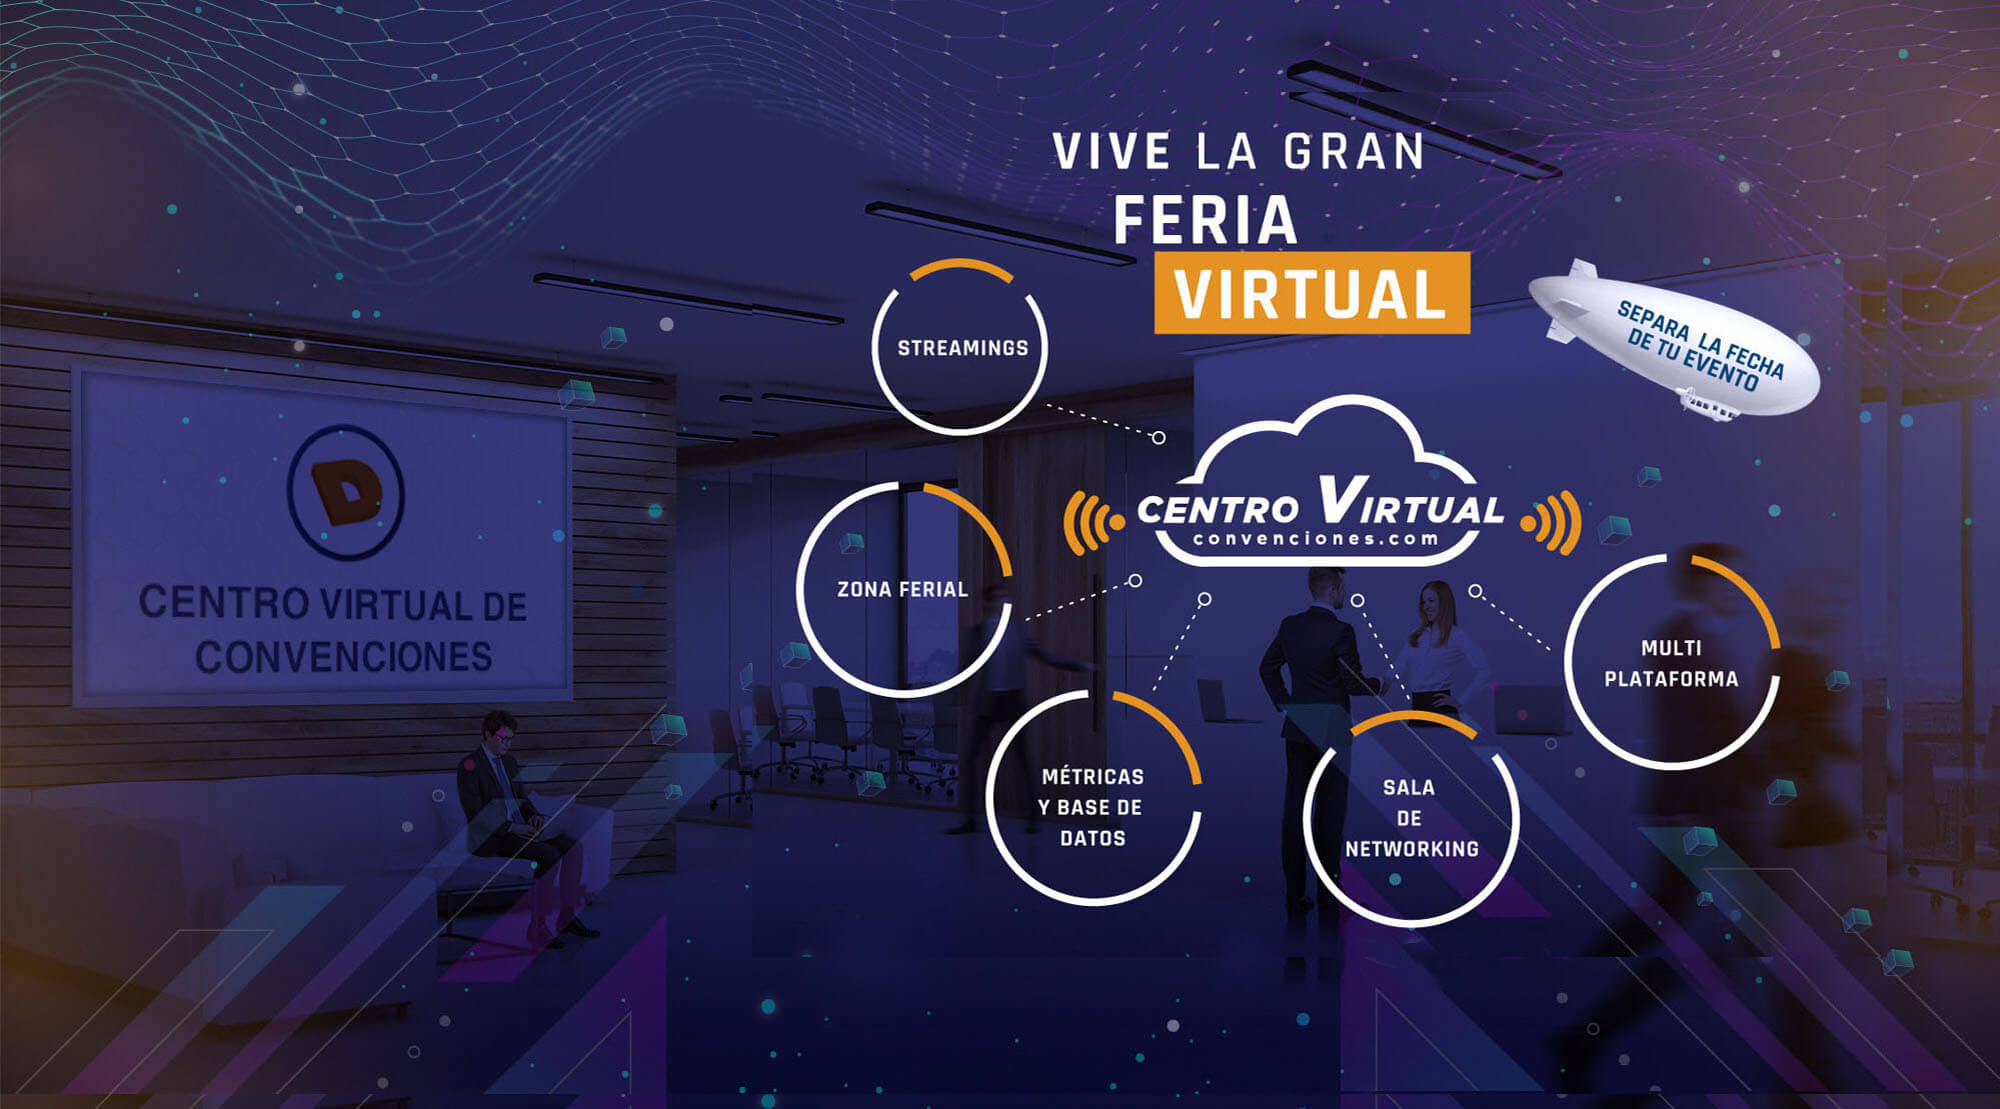 VIVE LA GRAN
FERIA
VIRTUAL
STREAMINGS
SEPARA LA FECHA
DE TU EVENTO
CENTRO VIRTUAL
convenciones.com
D
CENTRO VIRTUAL DE
CONVENCIONES
ZONA FERIAL
MULTI
PLATAFORMA
MÉTRICAS
Y BASE DE
DATOS
SALA
DE
NETWORKING